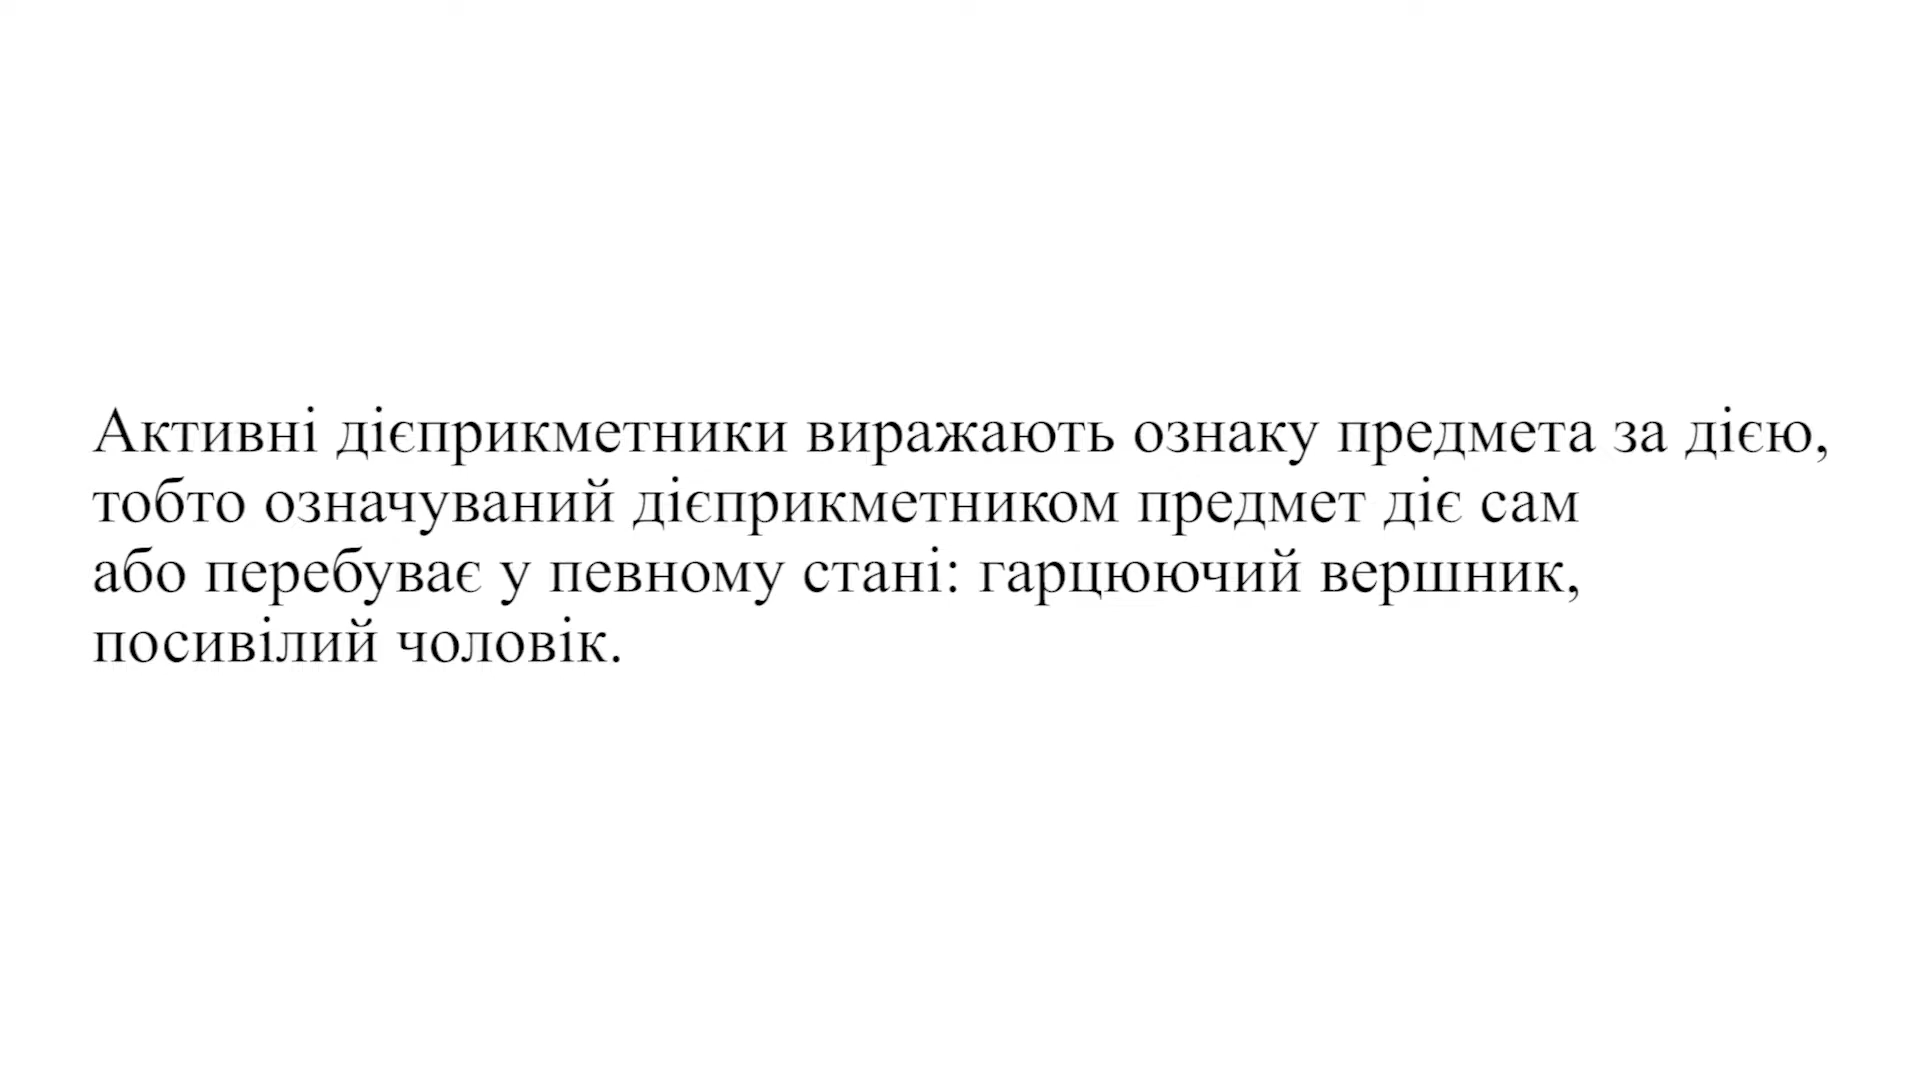 Активні дієприкметники виражають ознаку предмета за дією,
тобто означуваний дієприкметником предмет діє сам
або перебуває у певному стані: гарцюючий вершник,
посивілий чоловік.